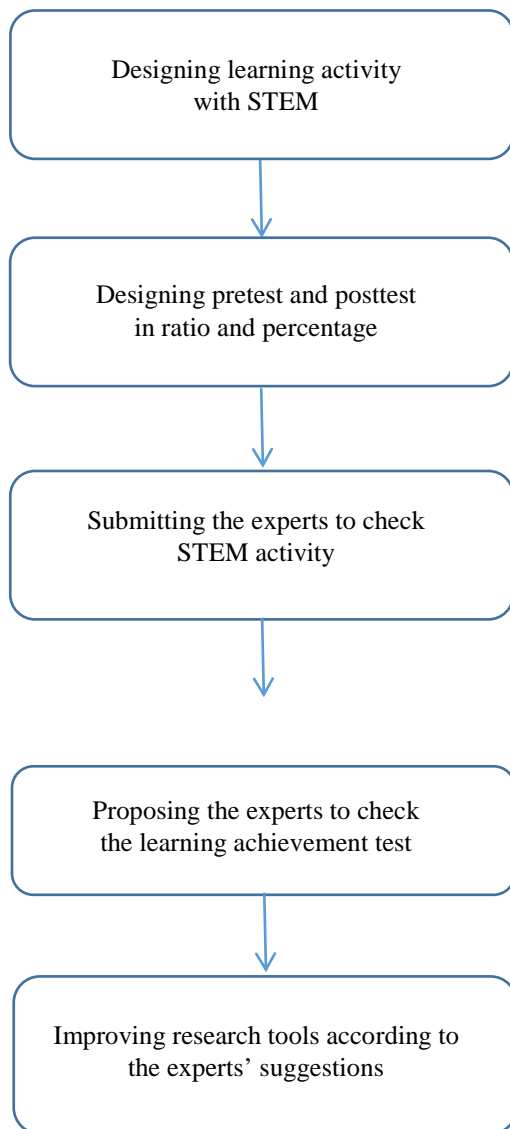 Designing learning activity
with STEM
Designing pretest and posttest
in ratio and percentage
Submitting the experts to check
STEM activity
Proposing the experts to check
the learning achievement test
Improving research tools according to
the experts’ suggestions